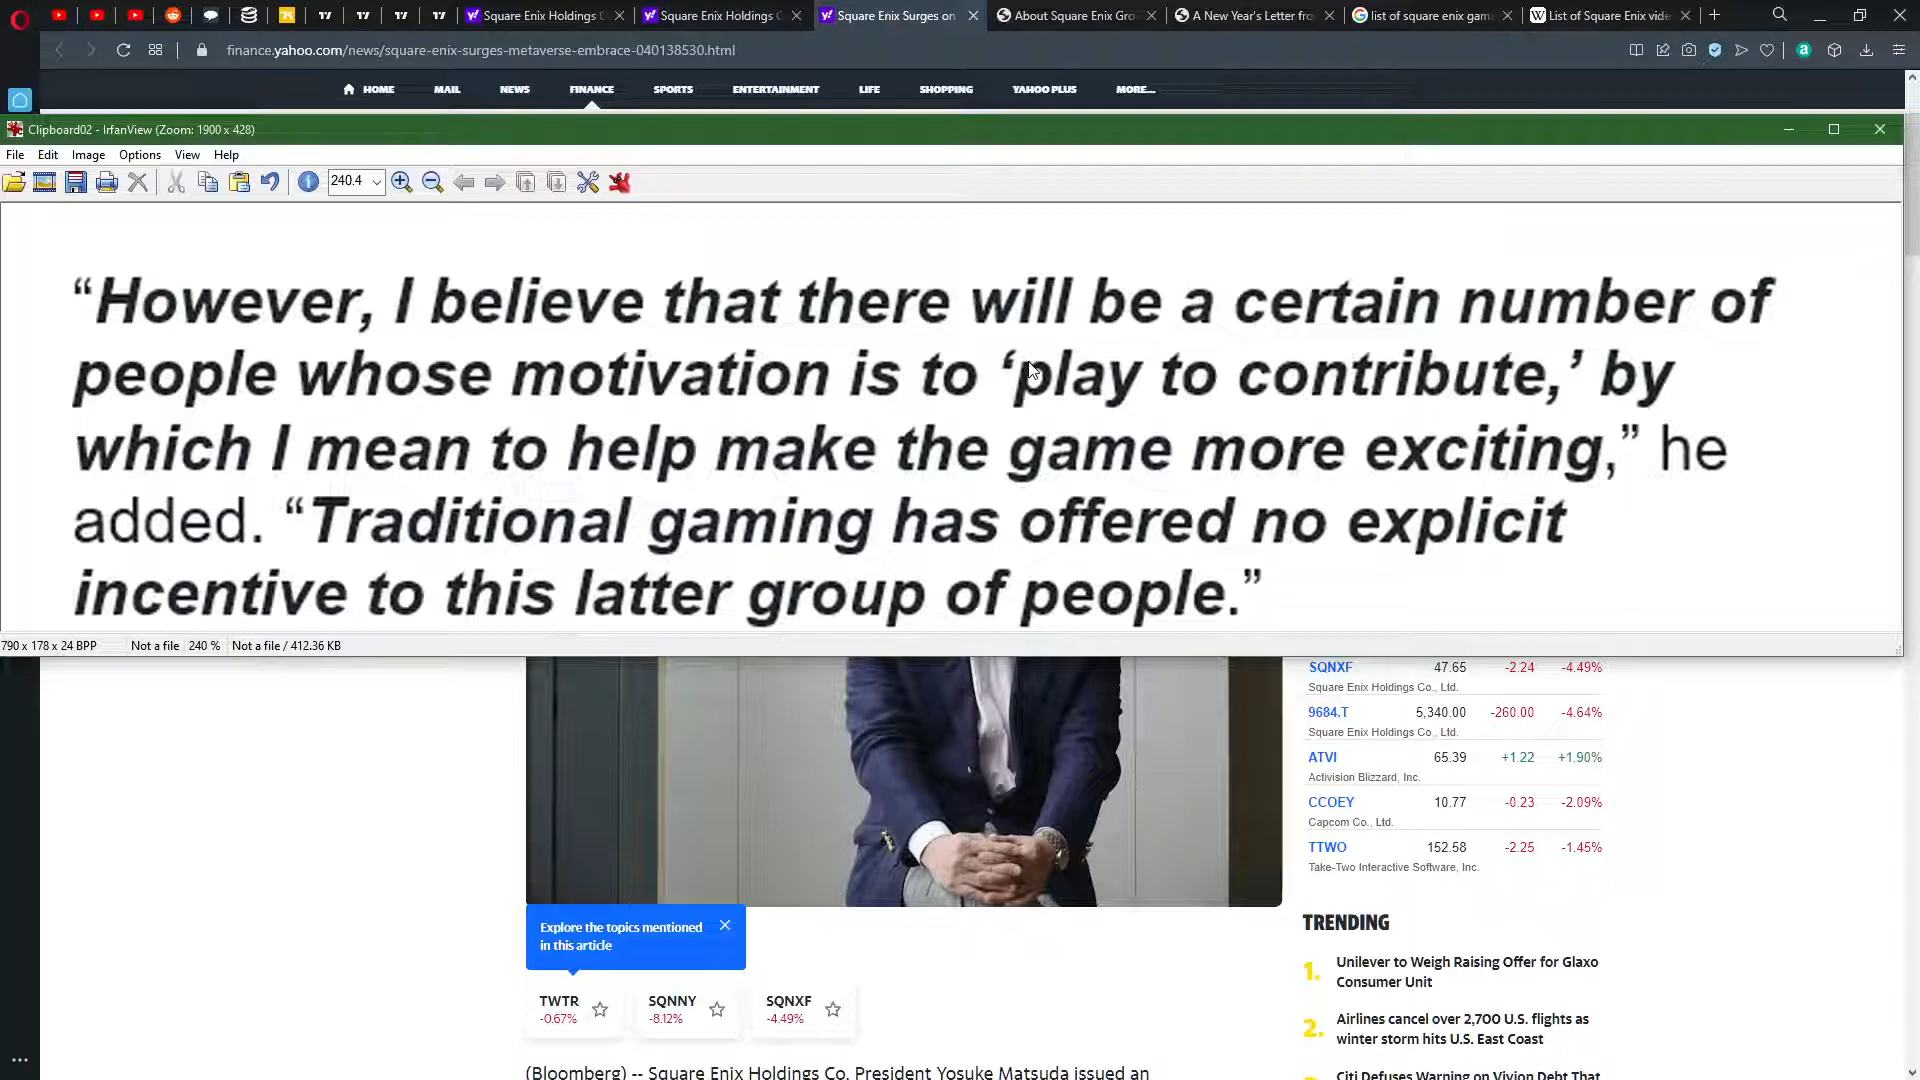 Square Enix Holdings C
Square Enix Holdings C
Square Enix Surges on
About Square Enix Gro
A New Year's Letter fro
list of square enix gam
List of Square Enix vide
finance.yahoo.com/news/square-enix-surges-metaverse-embrace-040138530.html
HOME MAIL NEWS FINANCE SPORTS ENTERTAINMENT LIFE SHOPPING YAHOO PLUS MORE...
Clipboard02 - IrfanView (Zoom: 1900 x 428)
File Edit Image Options View Help
240.4
“However, I believe that there will be a certain number of
people whose motivation is to ‘play to contribute,’ by
which I mean to help make the game more exciting,” he
added. “Traditional gaming has offered no explicit
incentive to this latter group of people.”
790 x 178 x 24 BPP Not a file 240 % Not a file / 412.36 KB
SQNXF 47.65 -2.24 -4.49%
Square Enix Holdings Co., Ltd.
9684.T 5,340.00 -260.00 -4.64%
Square Enix Holdings Co., Ltd.
ATVI 65.39 +1.22 +1.90%
Activision Blizzard, Inc.
CCOEY 10.77 -0.23 -2.09%
Capcom Co., Ltd.
TTWO 152.58 -2.25 -1.45%
Take-Two Interactive Software, Inc.
Explore the topics mentioned
in this article
TWTR SQNNY SQNXF
-0.67% -8.12% -4.49%
(Bloomberg) -- Square Enix Holdings Co. President Yosuke Matsuda issued an
TRENDING
1. Unilever to Weigh Raising Offer for Glaxo
Consumer Unit
2. Airlines cancel over 2,700 U.S. flights as
winter storm hits U.S. East Coast
Citi Defuses Warning on Vivion Debt That